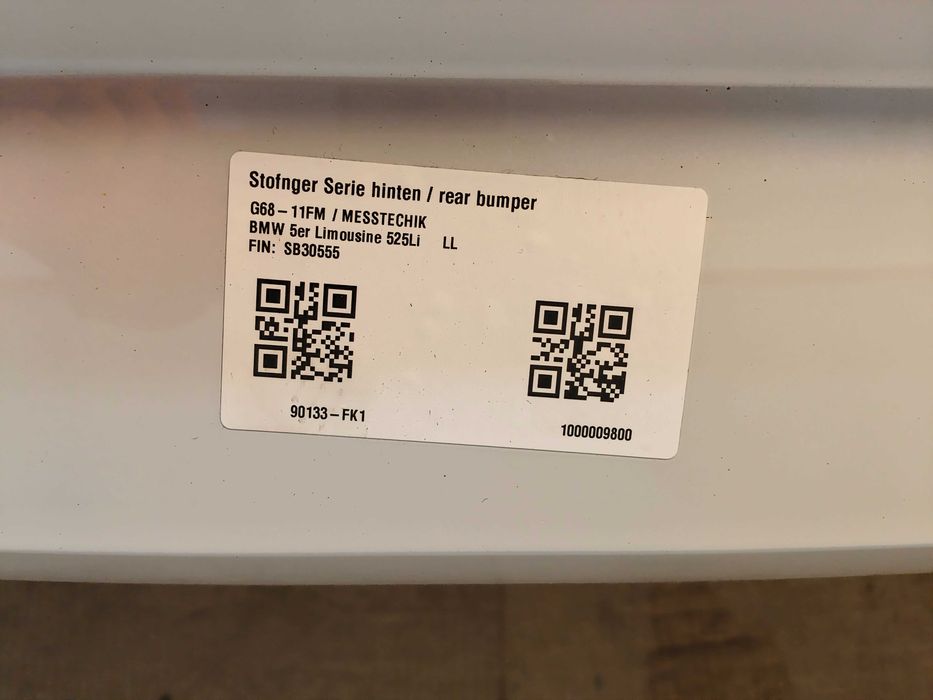 Stofnger Serie hinten / rear bumper
G68 – 11FM / MESSTECHIK
BMW 5er Limousine 525Li LL
FIN: SB30555
90133 – FK1
1000009800